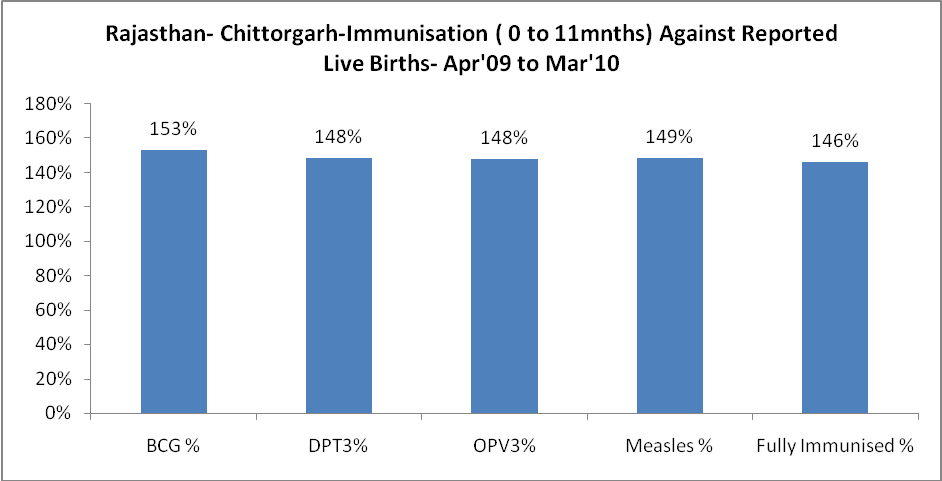 Rajasthan- Chittorgarh-Immunisation ( 0 to 11mnths) Against Reported
Live Births- Apr'09 to Mar'10
180%
160%
140%
120%
100%
80%
60%
40%
20%
0%
153%
148%
148%
149%
146%
BCG %
DPT3%
OPV3%
Measles %
Fully Immunised %